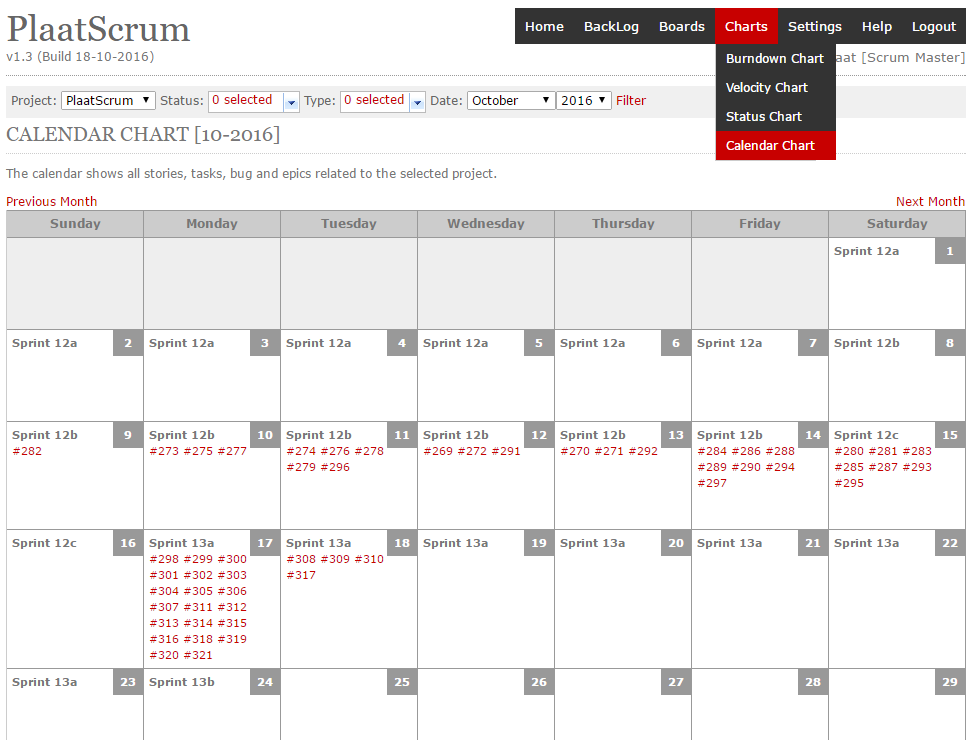 PlaatScrum
v1.3 (Build 18-10-2016)
Home BackLog Boards Charts Settings Help Logout
Burndown Chart
Velocity Chart
Status Chart
Calendar Chart
[Scrum Master]
Project: PlaatScrum Status: 0 selected Type: 0 selected Date: October 2016 Filter
CALENDAR CHART [10-2016]
The calendar shows all stories, tasks, bug and epics related to the selected project.
Previous Month Next Month
Sunday Monday Tuesday Wednesday Thursday Friday Saturday
Sprint 12a 1
Sprint 12a 2 Sprint 12a 3 Sprint 12a 4 Sprint 12a 5 Sprint 12a 6 Sprint 12a 7 Sprint 12b 8
Sprint 12b 9 Sprint 12b 10 Sprint 12b 11 Sprint 12b 12 Sprint 12b 13 Sprint 12b 14 Sprint 12c 15
#282 #273 #275 #277 #274 #276 #278 #269 #272 #291 #270 #271 #292 #284 #286 #288 #280 #281 #283
#279 #296 #289 #290 #294 #285 #287 #293
#297 #295
Sprint 12c 16 Sprint 13a 17 Sprint 13a 18 Sprint 13a 19 Sprint 13a 20 Sprint 13a 21 Sprint 13a 22
#298 #299 #300 #308 #309 #310
#301 #302 #303 #317
#304 #305 #306
#307 #311 #312
#313 #314 #315
#316 #318 #319
#320 #321
Sprint 13a 23 Sprint 13b 24 25 26 27 28 29